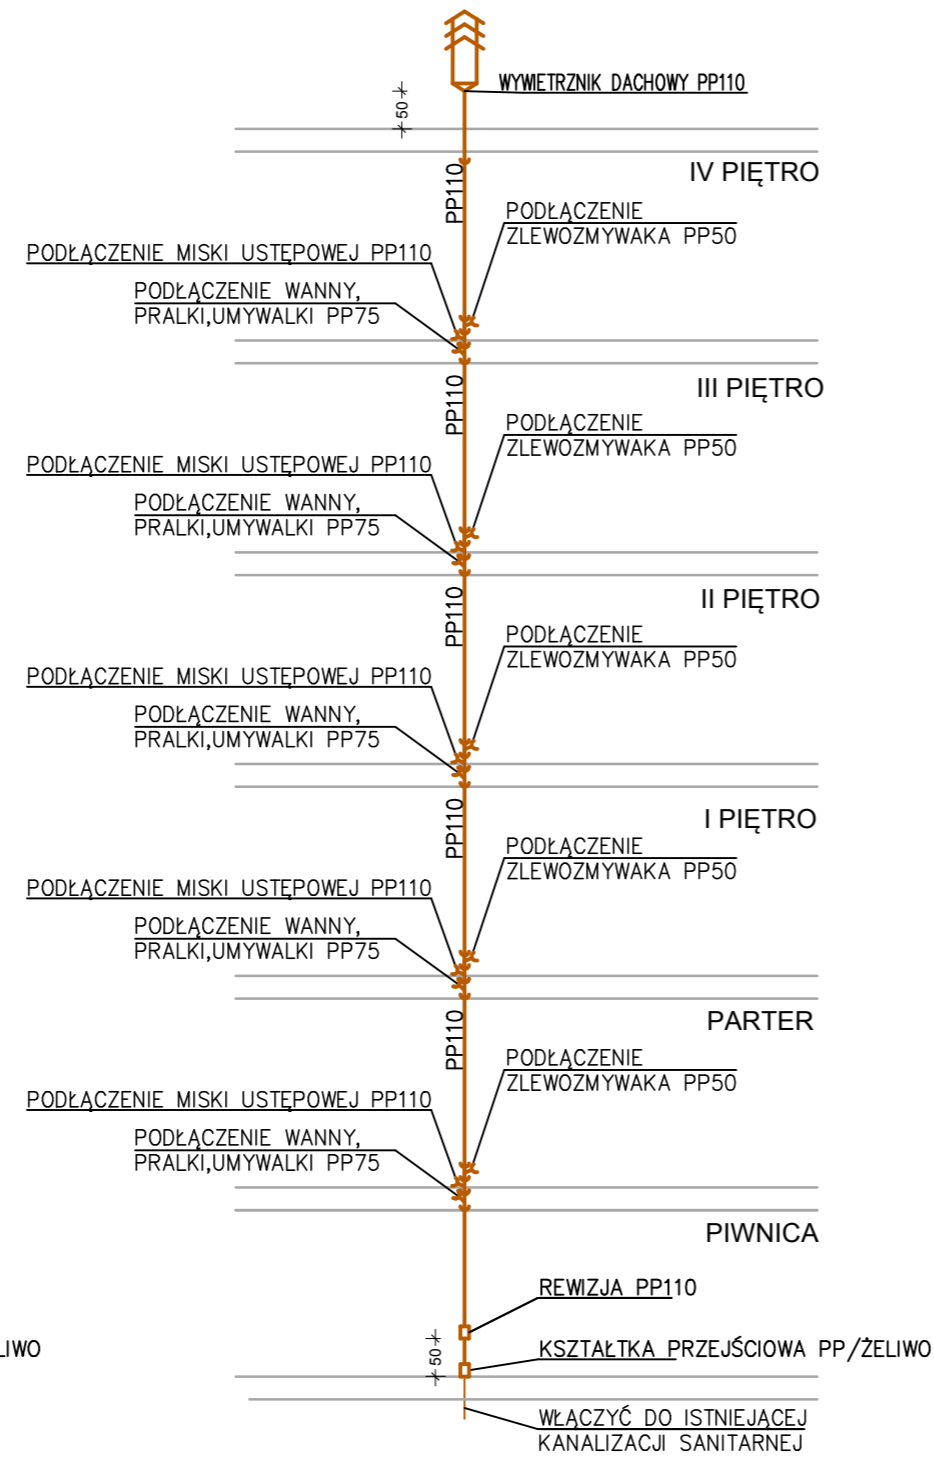 WYWIETRZNIK DACHOWY PP110
50
IV PIĘTRO
PP110
PODŁĄCZENIE
ZLEWOZMYWAKA PP50
PODŁĄCZENIE MISKI USTĘPOWEJ PP110
PODŁĄCZENIE WANNY,
PRALKI,UMYWALKI PP75
III PIĘTRO
PP110
PODŁĄCZENIE
ZLEWOZMYWAKA PP50
PODŁĄCZENIE MISKI USTĘPOWEJ PP110
PODŁĄCZENIE WANNY,
PRALKI,UMYWALKI PP75
II PIĘTRO
PP110
PODŁĄCZENIE
ZLEWOZMYWAKA PP50
PODŁĄCZENIE MISKI USTĘPOWEJ PP110
PODŁĄCZENIE WANNY,
PRALKI,UMYWALKI PP75
I PIĘTRO
PP110
PODŁĄCZENIE
ZLEWOZMYWAKA PP50
PODŁĄCZENIE MISKI USTĘPOWEJ PP110
PODŁĄCZENIE WANNY,
PRALKI,UMYWALKI PP75
PARTER
PP110
PODŁĄCZENIE
ZLEWOZMYWAKA PP50
PODŁĄCZENIE MISKI USTĘPOWEJ PP110
PODŁĄCZENIE WANNY,
PRALKI,UMYWALKI PP75
PIWNICA
REWIZJA PP110
LIWO
50
KSZTAŁTKA PRZEJŚCIOWA PP/ŻELIWO
WŁĄCZYĆ DO ISTNIEJĄCEJ
KANALIZACJI SANITARNEJ